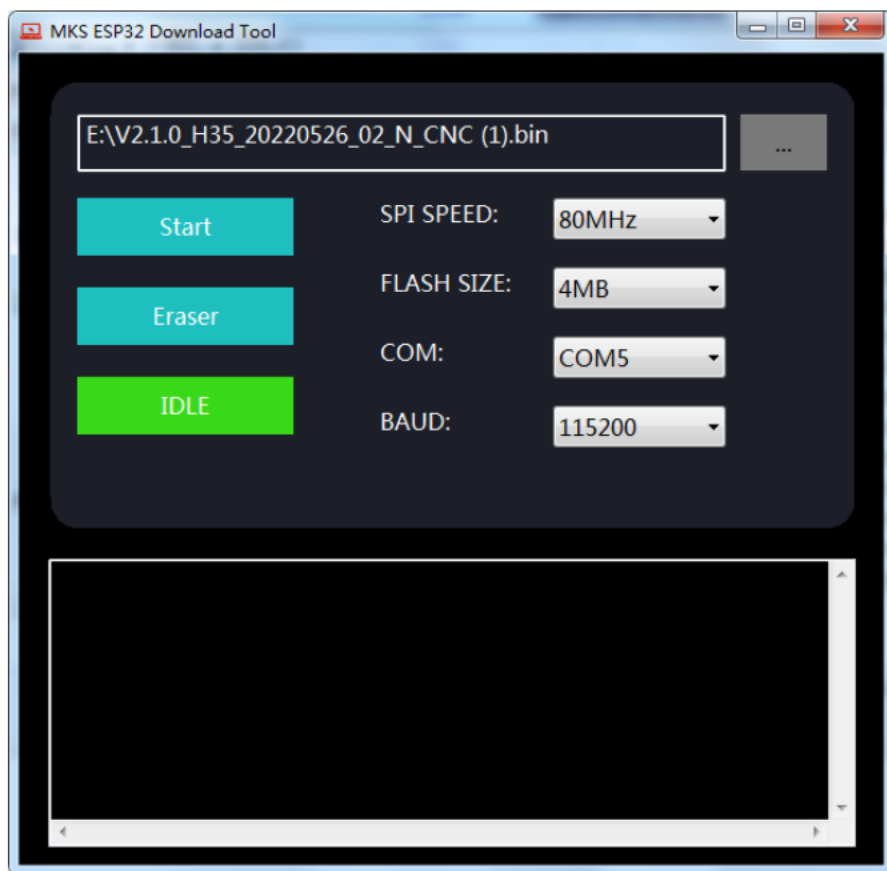 MKS ESP32 Download Tool
E:\V2.1.0_H35_20220526_02_N_CNC (1).bin
...
Start
SPI SPEED:
80MHz
Eraser
FLASH SIZE:
4MB
IDLE
COM:
COM5
BAUD:
115200